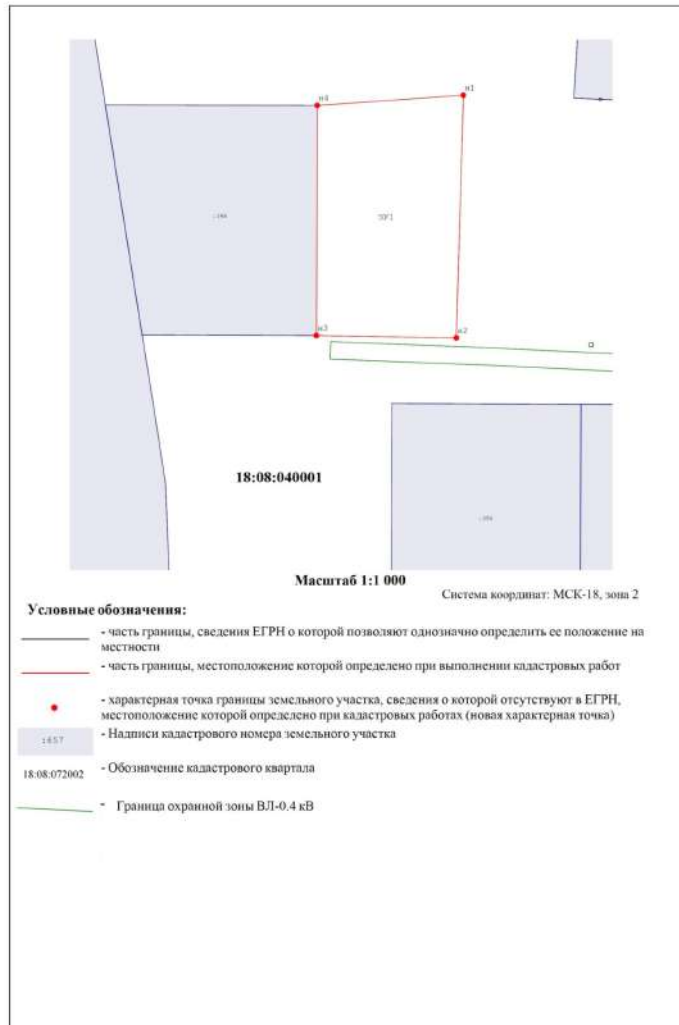 н4
н1
ЗУ1
н3
н2
18:08:040001
Масштаб 1:1 000
Система координат: МСК-18, зона 2
Условные обозначения:
- часть границы, сведения ЕГРН о которой позволяют однозначно определить ее положение на
местности
- часть границы, местоположение которой определено при выполнении кадастровых работ
- характерная точка границы земельного участка, сведения о которой отсутствуют в ЕГРН,
местоположение которой определено при кадастровых работах (новая характерная точка)
:657
- Надписи кадастрового номера земельного участка
18:08:072002
- Обозначение кадастрового квартала
- Граница охранной зоны ВЛ-0.4 кВ